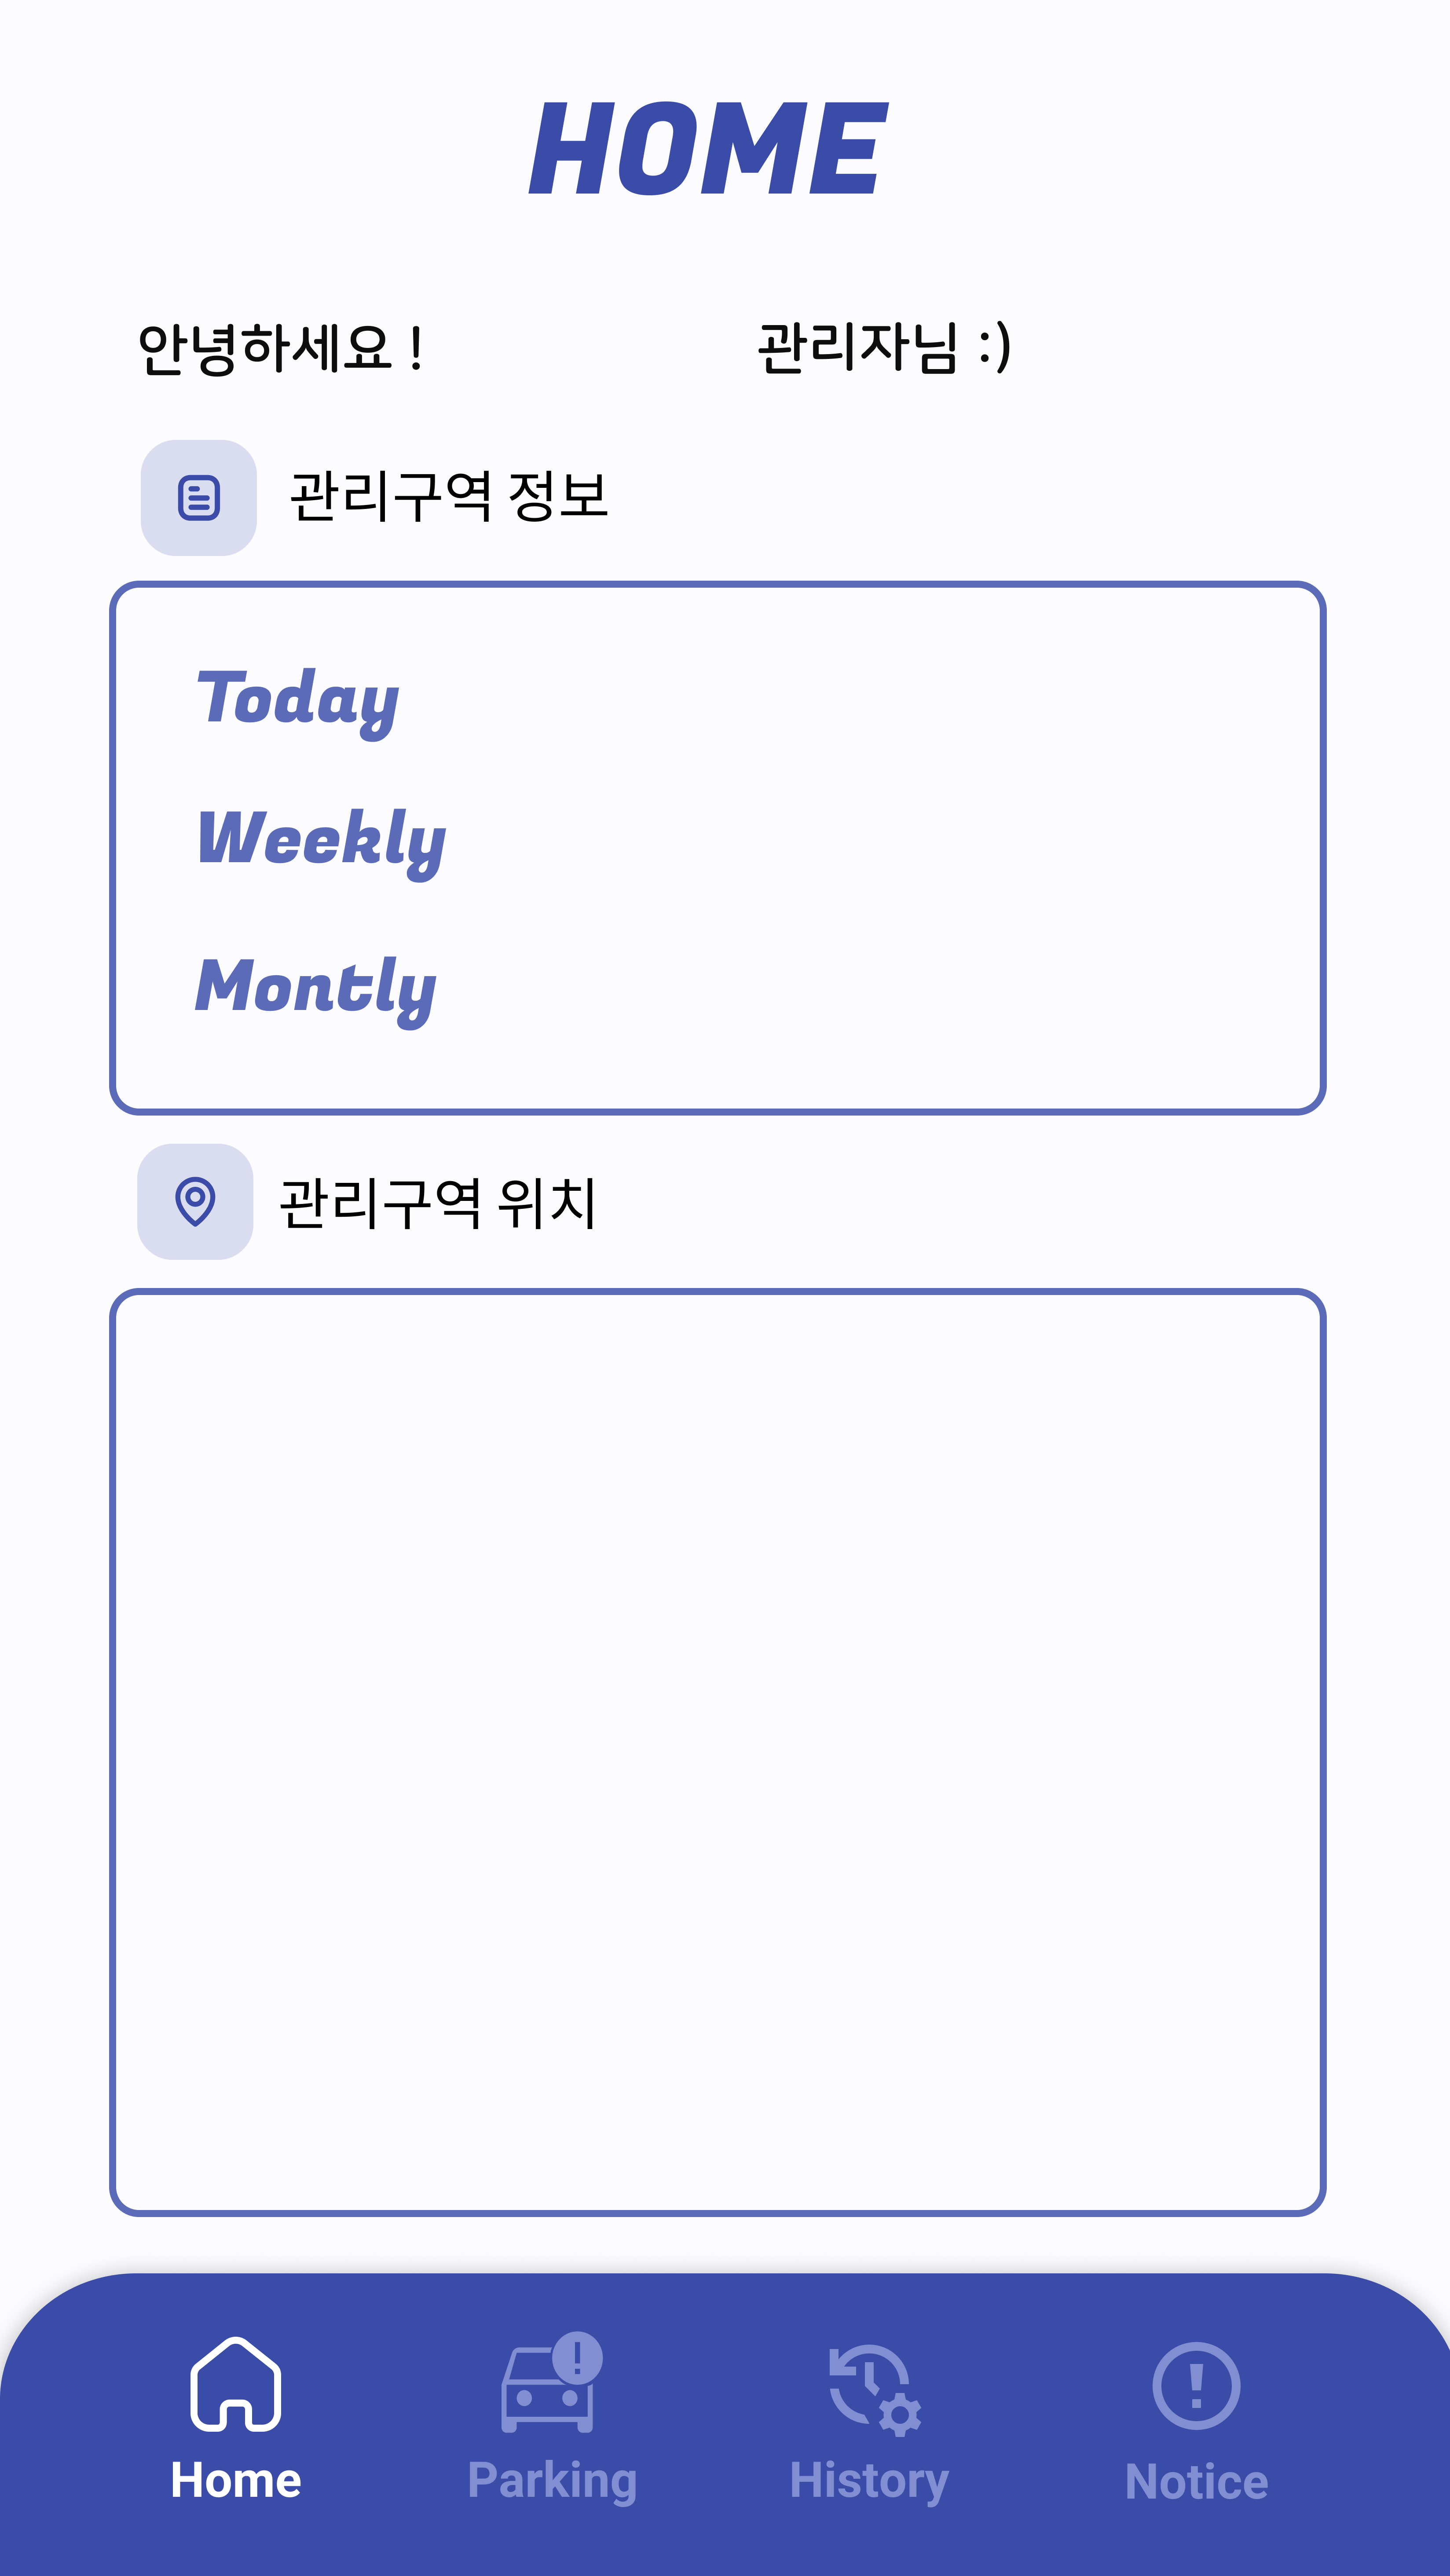 HOME
안녕하세요 ! 관리자님 :)
관리구역 정보
Today
Weekly
Montly
관리구역 위치
Home Parking History Notice